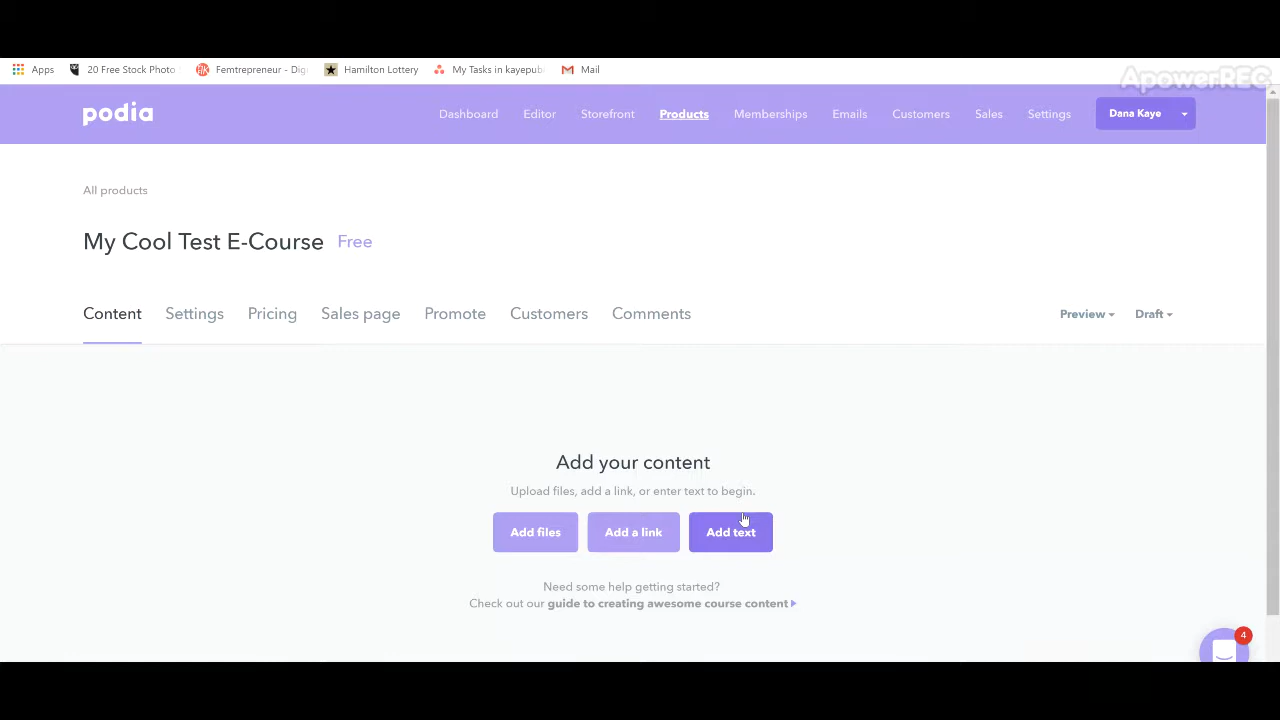 Apps 20 Free Stock Photo Femtrepreneur - Dig Hamilton Lottery My Tasks in kayepub Mail
ApowerREC
podia Dashboard Editor Storefront Products Memberships Emails Customers Sales Settings Dana Kaye
All products
My Cool Test E-Course Free
Content Settings Pricing Sales page Promote Customers Comments Preview Draft
Add your content
Upload files, add a link, or enter text to begin.
Add files Add a link Add text
Need some help getting started?
Check out our guide to creating awesome course content
4